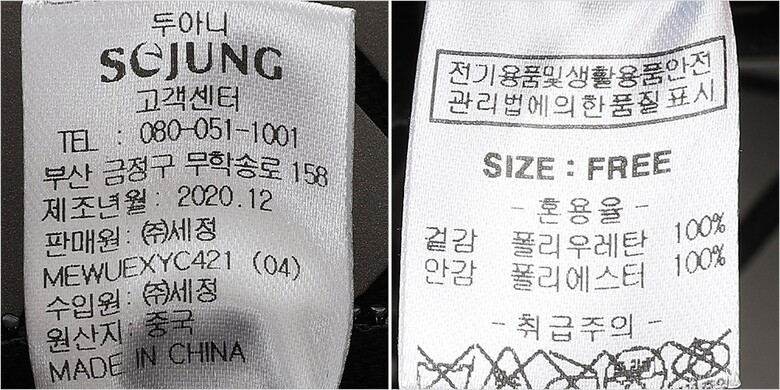 두아니
SOJUNG
고객센터
TEL : 080-051-1001
부산 금정구 무학송로 158
제조년월 : 2020.12
판매원 : ㈜세정
MEWUEXYC421 (04)
수입원 : ㈜세정
원산지 : 중국
MADE IN CHINA
전기용품및생활용품안전
관리법에의한품질표시
SIZE : FREE
- 혼용율 -
겉감 폴리우레탄 100%
안감 폴리에스터 100%
- 취급주의 -